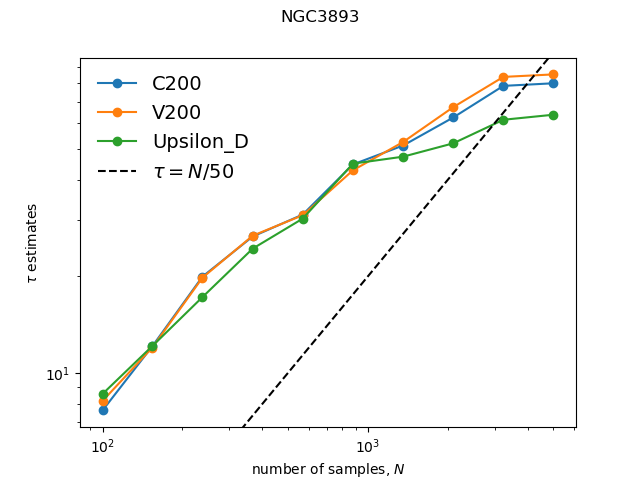 NGC3893
C200
V200
Upsilon_D
τ = N/50
τ estimates
10¹
10² 10³
number of samples, N